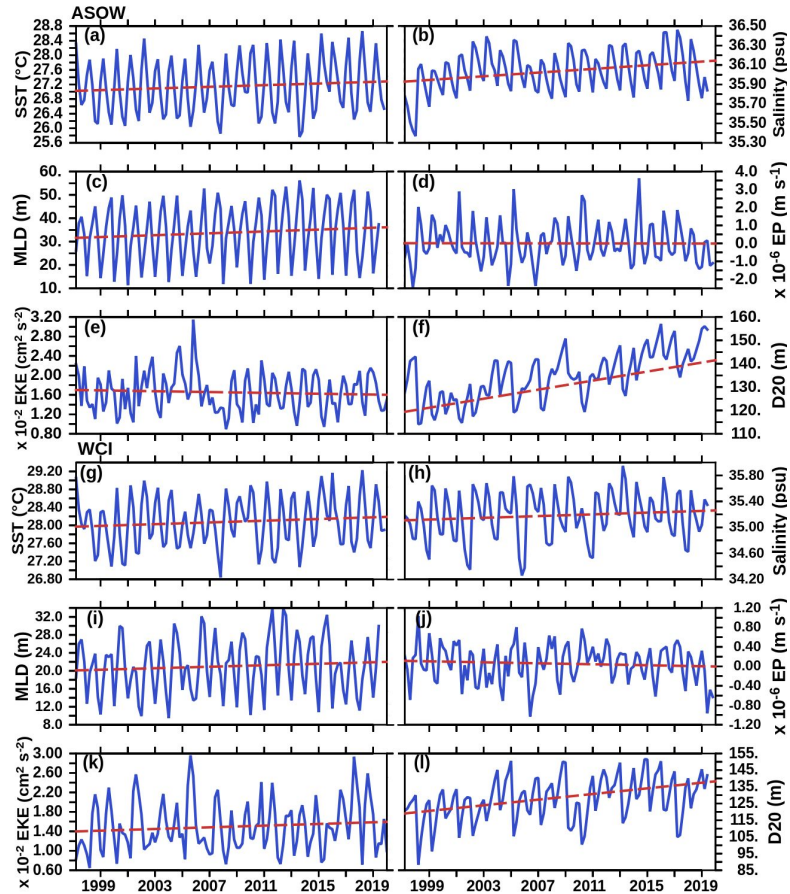 ASOW
(a) (b)
28.8 28.4 27.9 27.5 27.2 26.8 26.4 26.0 25.6
SST (°C)
36.50 36.30 36.10 35.90 35.70 35.50 35.30
Salinity (psu)
(c) (d)
60. 50. 40. 30. 20. 10.
MLD (m)
4.0 3.0 2.0 1.0 0.0 -1.0 -2.0
x 10-6 EP (m s-1)
(e) (f)
3.20 2.80 2.40 2.00 1.60 1.20 0.80
x 10-2 EKE (cm2 s-2)
160. 150. 140. 130. 120. 110.
D20 (m)
WCI
(g) (h)
29.20 28.80 28.40 28.00 27.60 27.20 26.80
SST (°C)
35.80 35.40 35.00 34.60 34.20
Salinity (psu)
(i) (j)
32.0 28.0 24.0 20.0 16.0 12.0 8.0
MLD (m)
1.20 0.80 0.40 0.00 -0.40 -0.80 -1.20
x 10-6 EP (m s-1)
(k) (l)
3.00 2.60 2.20 1.80 1.40 1.00 0.60
x 10-2 EKE (cm2 s-2)
155. 145. 135. 125. 115. 105. 95. 85.
D20 (m)
1999 2003 2007 2011 2015 2019 1999 2003 2007 2011 2015 2019